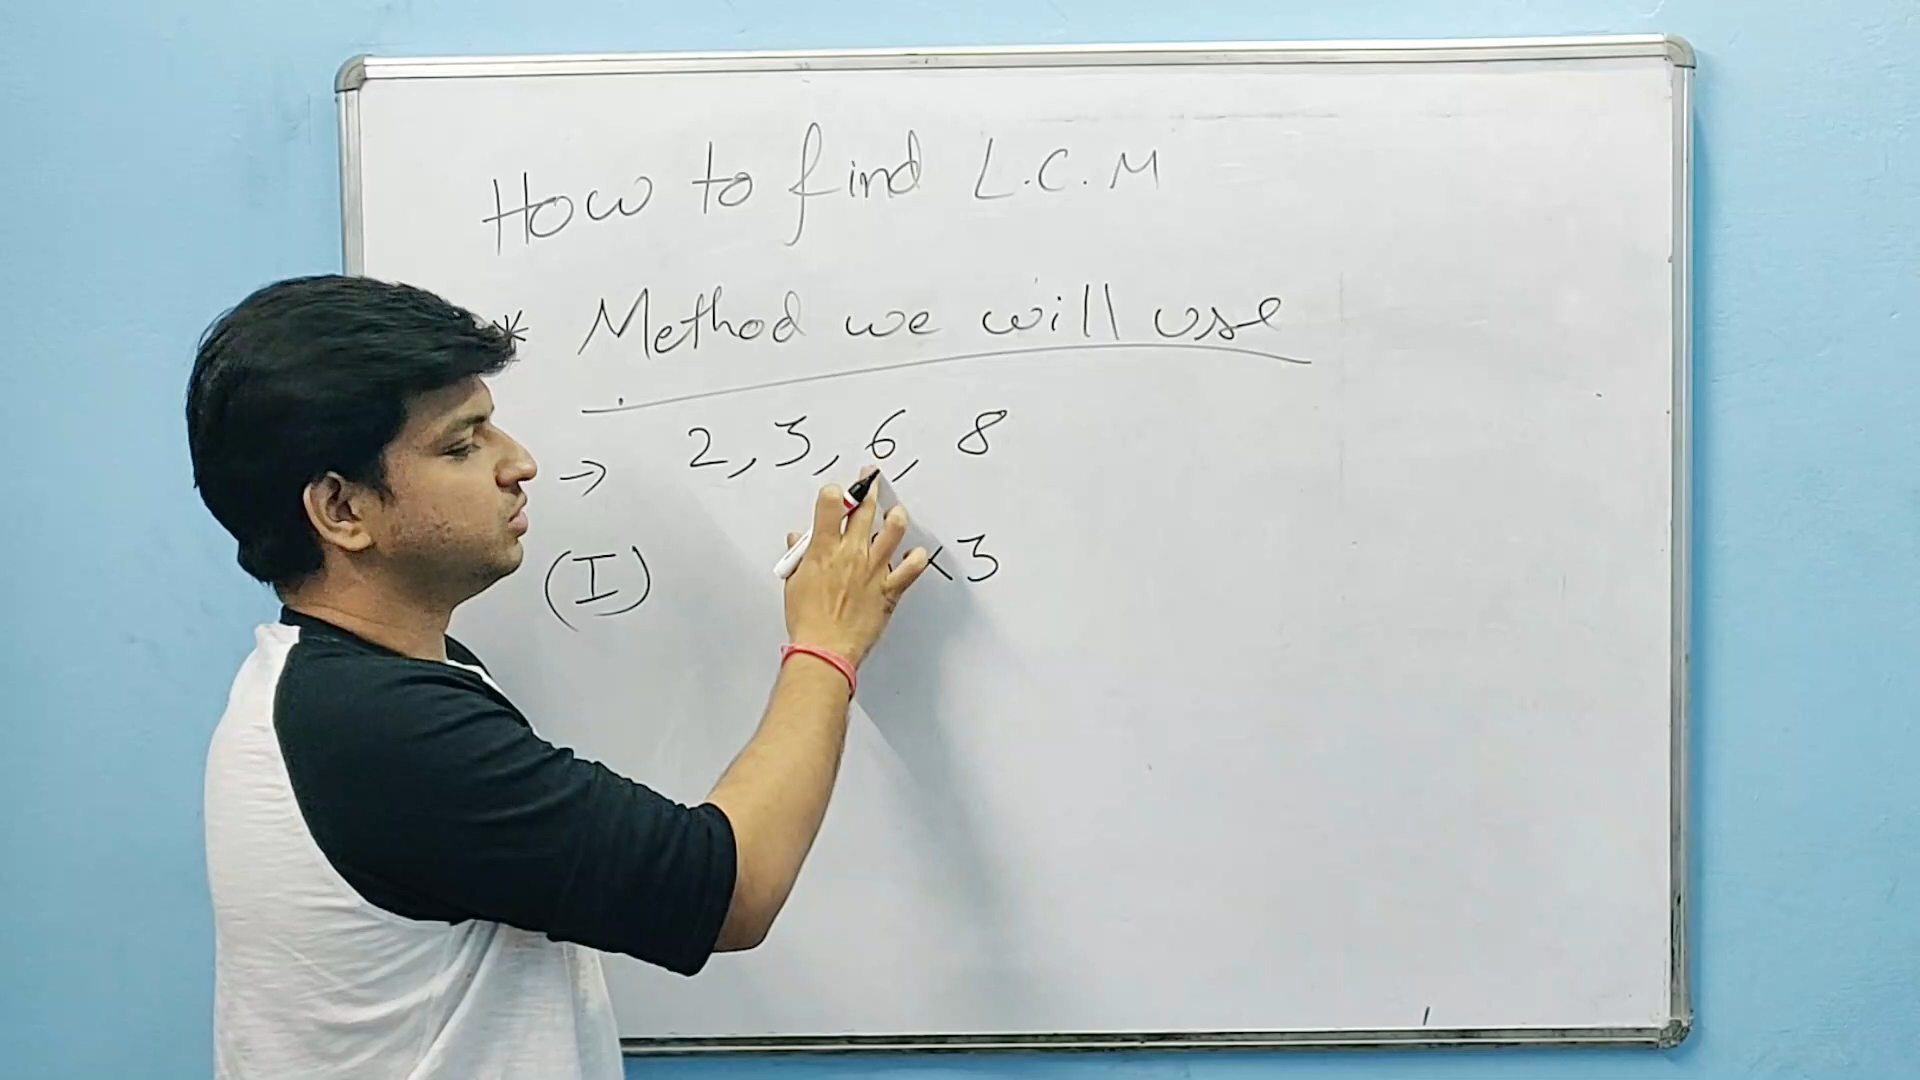 How to find L.C.M
* Method we will use
→ 2, 3, 6, 8
(I) ×3